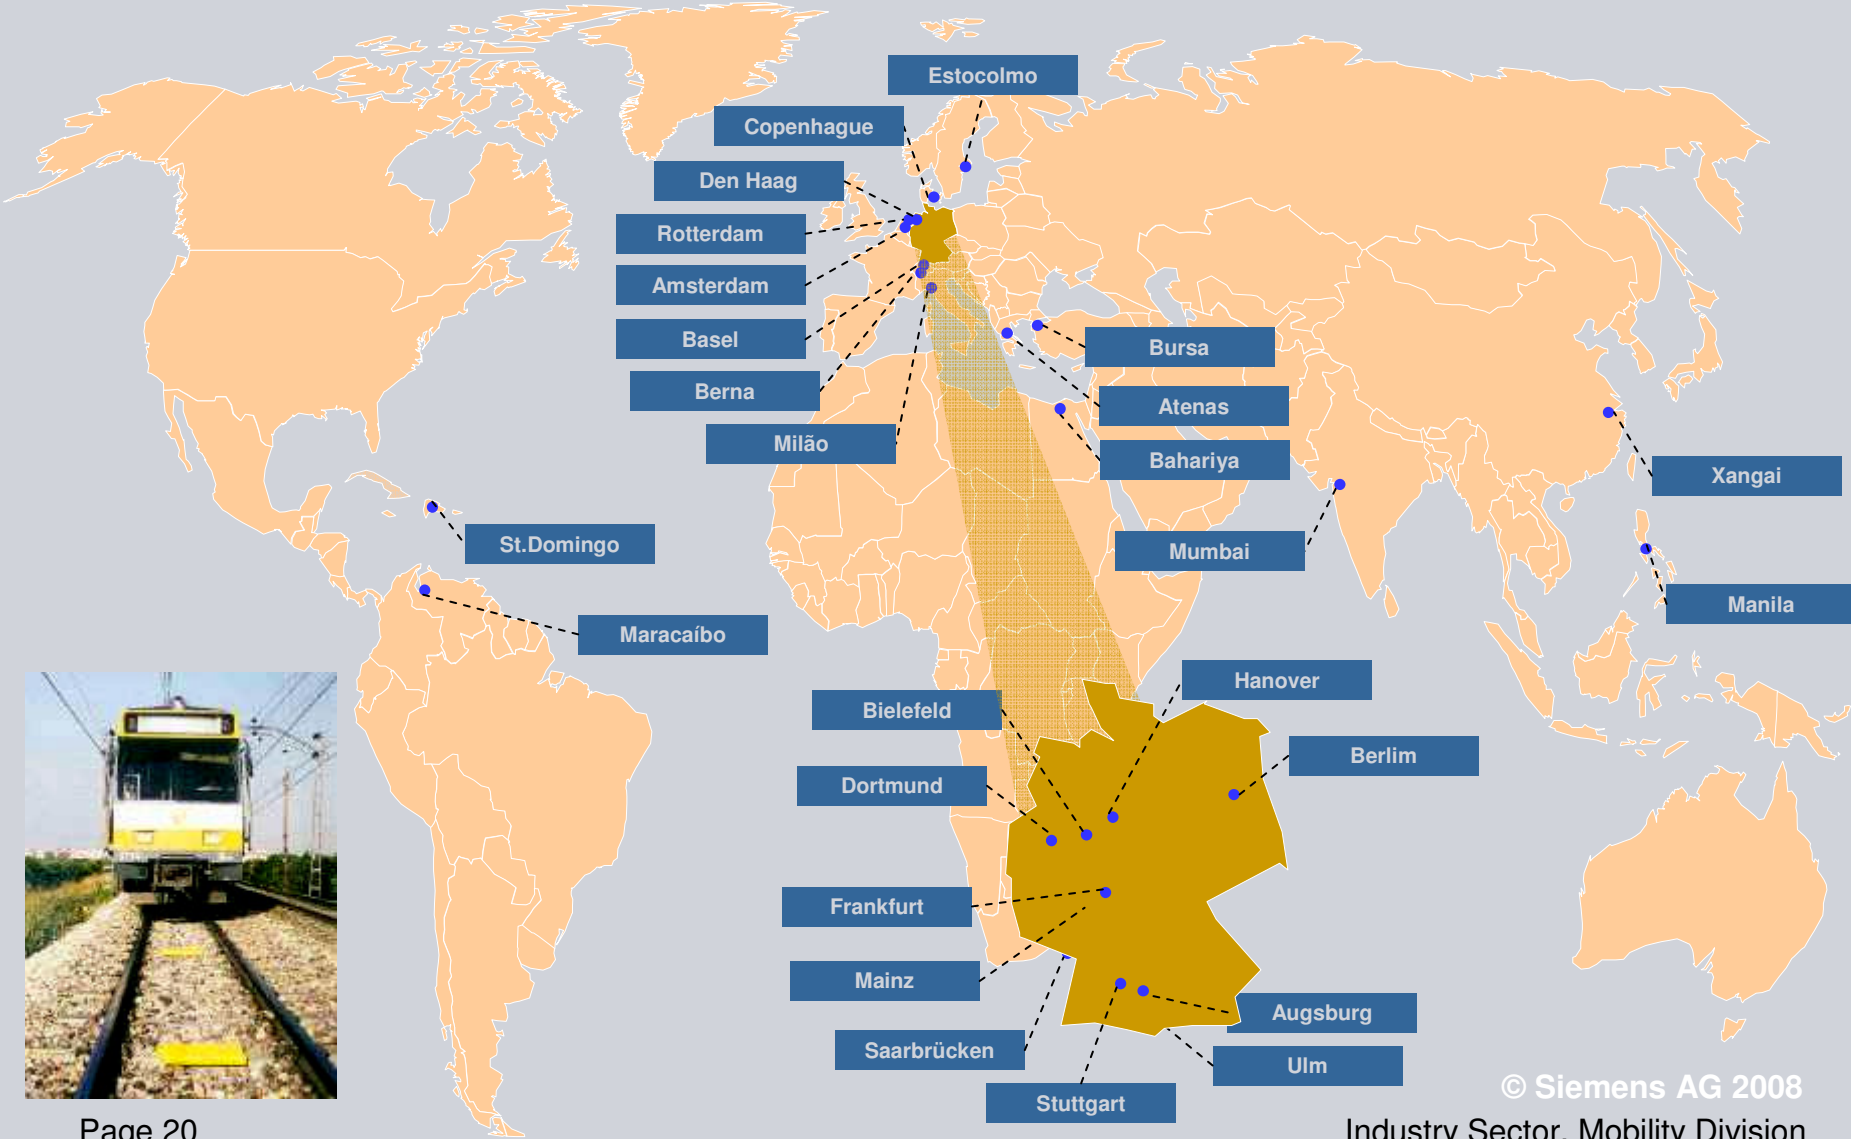 Estocolmo
Copenhague
Den Haag
Rotterdam
Amsterdam
Basel
Bursa
Berna
Atenas
Milão
Bahariya
Xangai
St.Domingo
Mumbai
Manila
Maracaíbo
Hanover
Bielefeld
Berlim
Dortmund
Frankfurt
Mainz
Augsburg
Saarbrücken
Ulm
Stuttgart
© Siemens AG 2008
Page 20
Industry Sector, Mobility Division